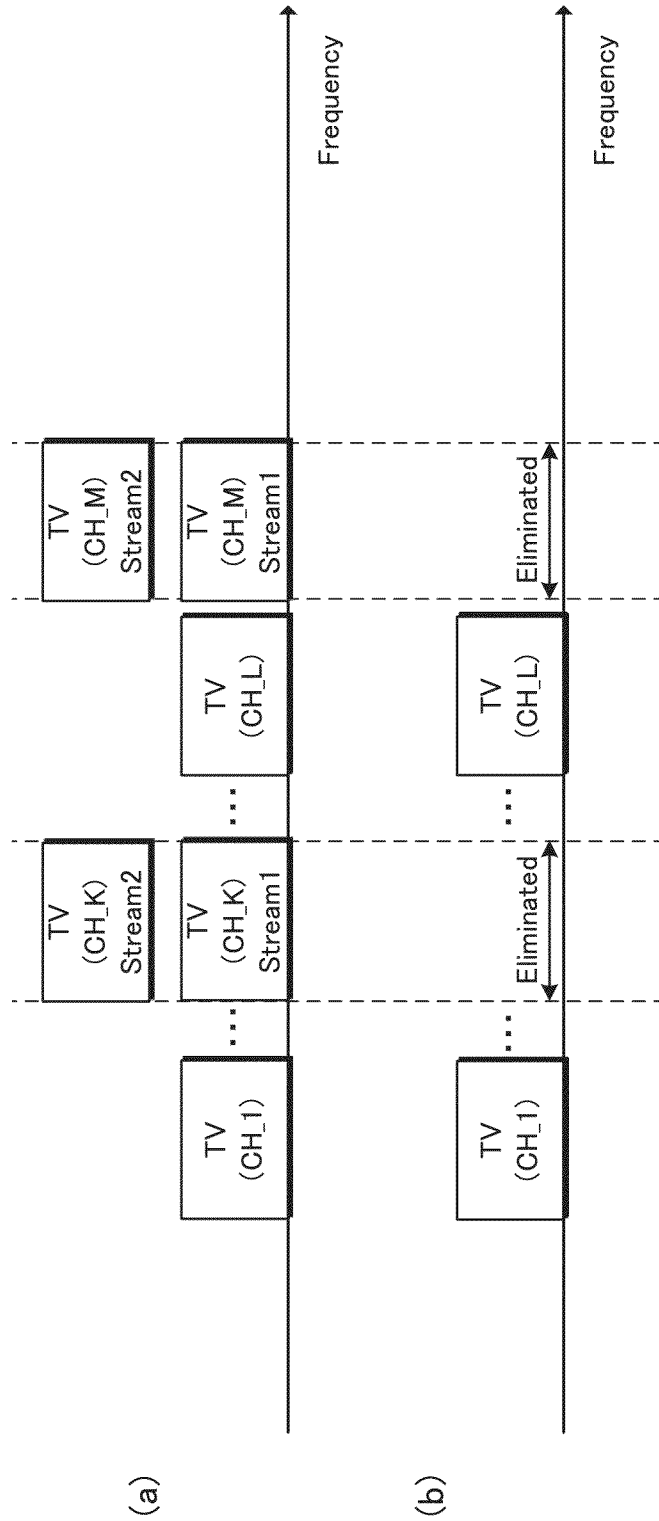 (a)
TV
(CH_1)
...
TV
(CH_K)
Stream2
TV
(CH_K)
Stream1
...
TV
(CH_L)
TV
(CH_M)
Stream2
TV
(CH_M)
Stream1
Frequency
(b)
TV
(CH_1)
...
Eliminated
...
TV
(CH_L)
Eliminated
Frequency